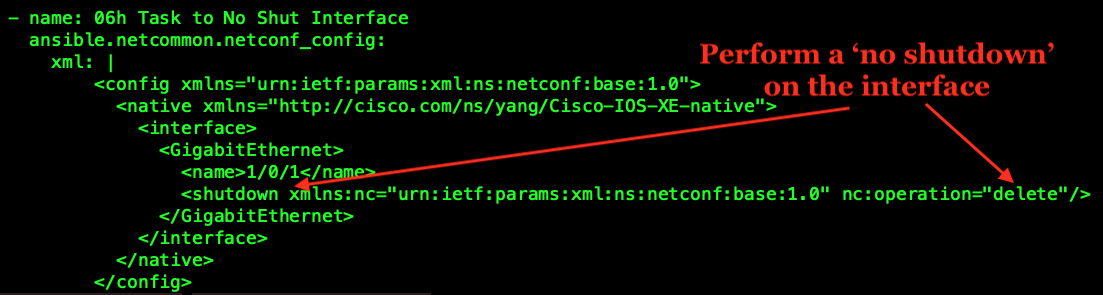 - name: 06h Task to No Shut Interface
ansible.netcommon.netconf_config:
xml: |
<config xmlns="urn:ietf:params:xml:ns:netconf:base:1.0">
<native xmlns="http://cisco.com/ns/yang/Cisco-IOS-XE-native">
<interface>
<GigabitEthernet>
<name>1/0/1</name>
<shutdown xmlns:nc="urn:ietf:params:xml:ns:netconf:base:1.0" nc:operation="delete"/>
</GigabitEthernet>
</interface>
</native>
</config>
Perform a ‘no shutdown’
on the interface